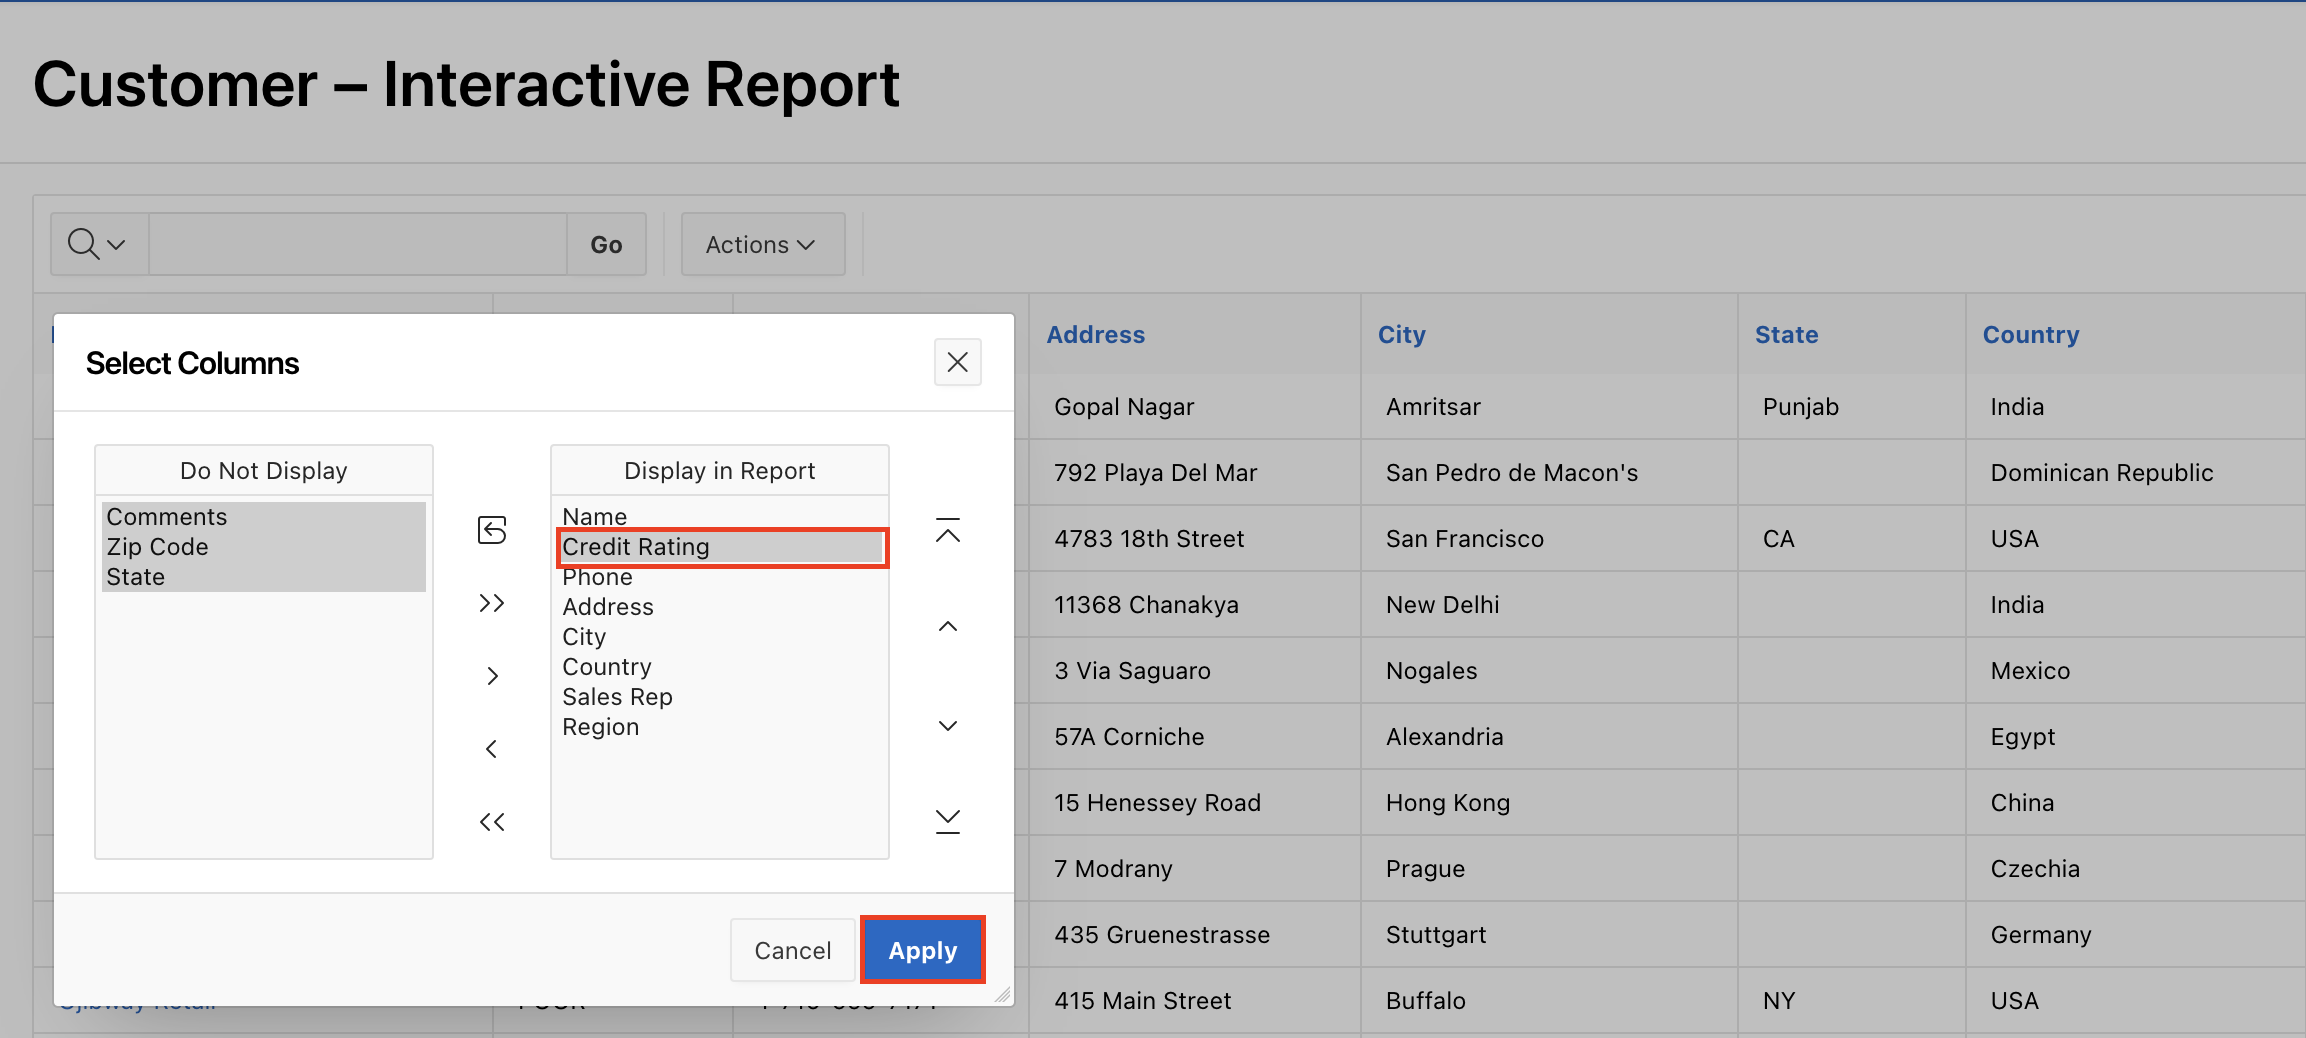 Customer – Interactive Report
Go
Actions
Address
City
State
Country
Select Columns
Do Not Display
Comments
Zip Code
State
Display in Report
Name
Credit Rating
Phone
Address
City
Country
Sales Rep
Region
Cancel
Apply
Gopal Nagar Amritsar Punjab India
792 Playa Del Mar San Pedro de Macon's Dominican Republic
4783 18th Street San Francisco CA USA
11368 Chanakya New Delhi India
3 Via Saguaro Nogales Mexico
57A Corniche Alexandria Egypt
15 Henessey Road Hong Kong China
7 Modrany Prague Czechia
435 Gruenestrasse Stuttgart Germany
415 Main Street Buffalo NY USA